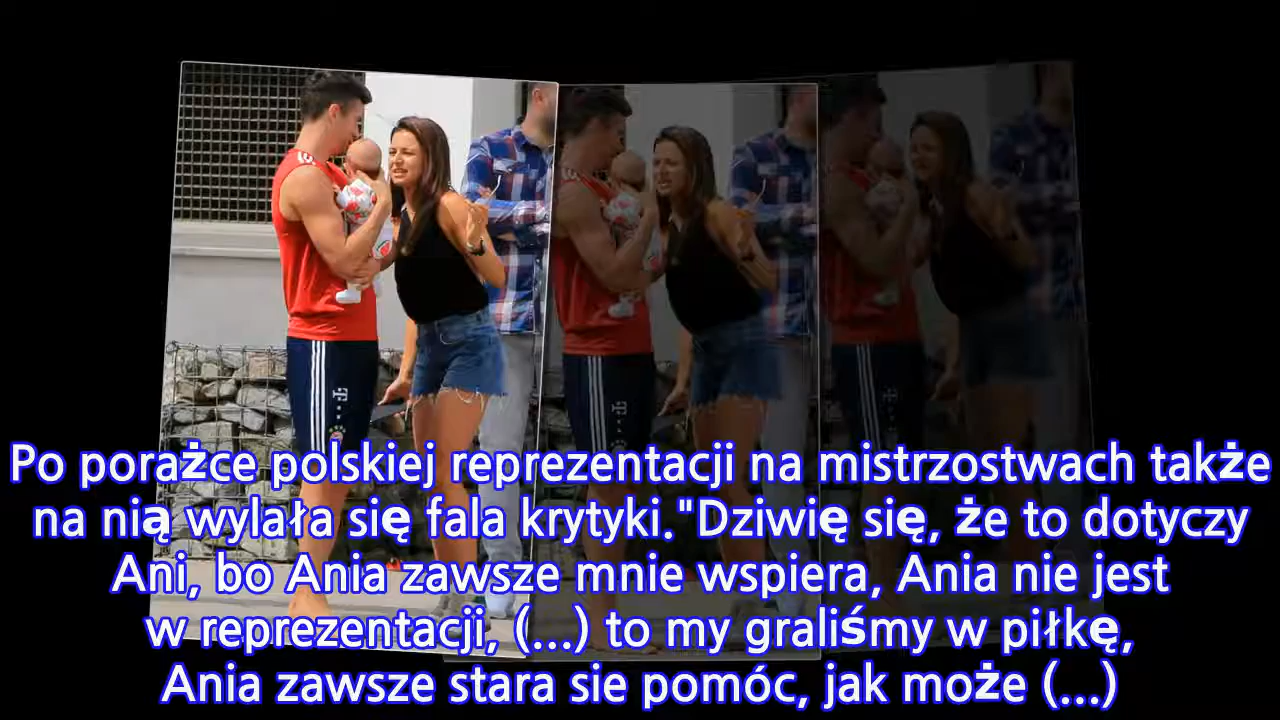 Po porażce polskiej reprezentacji na mistrzostwach także
na nią wylała się fala krytyki."Dziwię się, że to dotyczy
Ani, bo Ania zawsze mnie wspiera, Ania nie jest
w reprezentacji, (...) to my graliśmy w piłkę,
Ania zawsze stara sie pomóc, jak może (...)